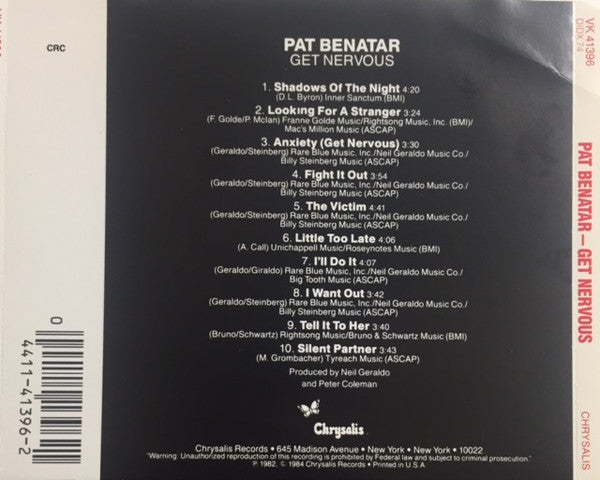 CRC
PAT BENATAR
GET NERVOUS
1. Shadows Of The Night 4:20
(D.L. Byron) Inner Sanctum (BMI)
2. Looking For A Stranger 3:24
(F. Golde/P. McIan) Franne Golde Music/Rightsong Music, Inc. (BMI)/
Mac's Million Music (ASCAP)
3. Anxiety (Get Nervous) 3:30
(Geraldo/Steinberg) Rare Blue Music, Inc./Neil Geraldo Music Co./
Billy Steinberg Music (ASCAP)
4. Fight It Out 3:54
(Geraldo/Steinberg) Rare Blue Music, Inc./Neil Geraldo Music Co./
Billy Steinberg Music (ASCAP)
5. The Victim 4:41
(Geraldo/Steinberg) Rare Blue Music, Inc./Neil Geraldo Music Co./
Billy Steinberg Music (ASCAP)
6. Little Too Late 4:06
(A. Call) Unichappell Music/Roseynotes Music (BMI)
7. I'll Do It 4:07
(Geraldo/Giraldo) Rare Blue Music, Inc./Neil Geraldo Music Co./
Big Tooth Music (ASCAP)
8. I Want Out 3:42
(Geraldo/Steinberg) Rare Blue Music, Inc./Neil Geraldo Music Co./
Billy Steinberg Music (ASCAP)
9. Tell It To Her 3:40
(Bruno/Schwartz) Rightsong Music/Bruno & Schwartz Music (BMI)
10. Silent Partner 3:43
(M. Grombacher) Tyreach Music (ASCAP)
Produced by Neil Geraldo
and Peter Coleman
Chrysalis
Chrysalis Records • 645 Madison Avenue • New York • New York • 10022
"Warning: Unauthorized reproduction of this recording is prohibited by Federal law and subject to criminal prosecution."
P 1982, © 1984 Chrysalis Records • Printed in U.S.A
0 4411-41396-2
VK 41396
DIDX 74
PAT BENATAR – GET NERVOUS
CHRYSALIS